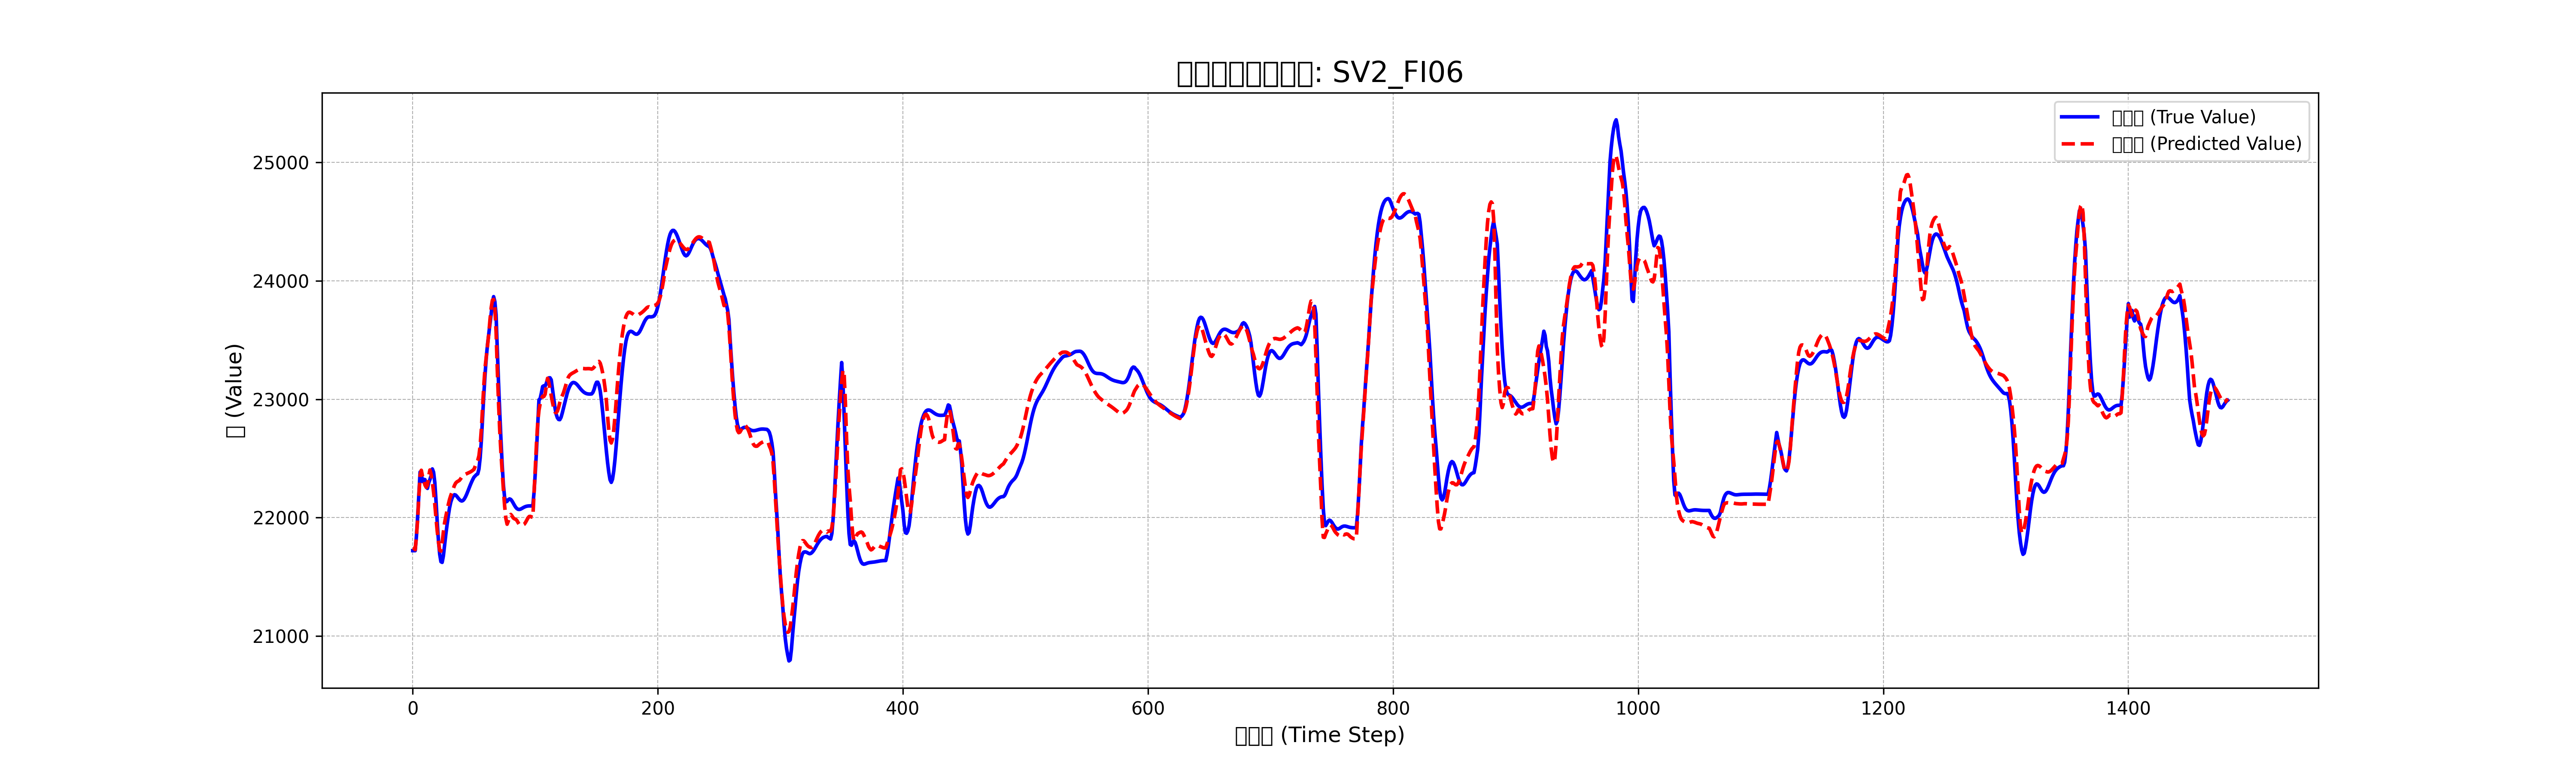 : SV2_FI06
(True Value)
(Predicted Value)
(Value)
25000
24000
23000
22000
21000
0 200 400 600 800 1000 1200 1400
(Time Step)